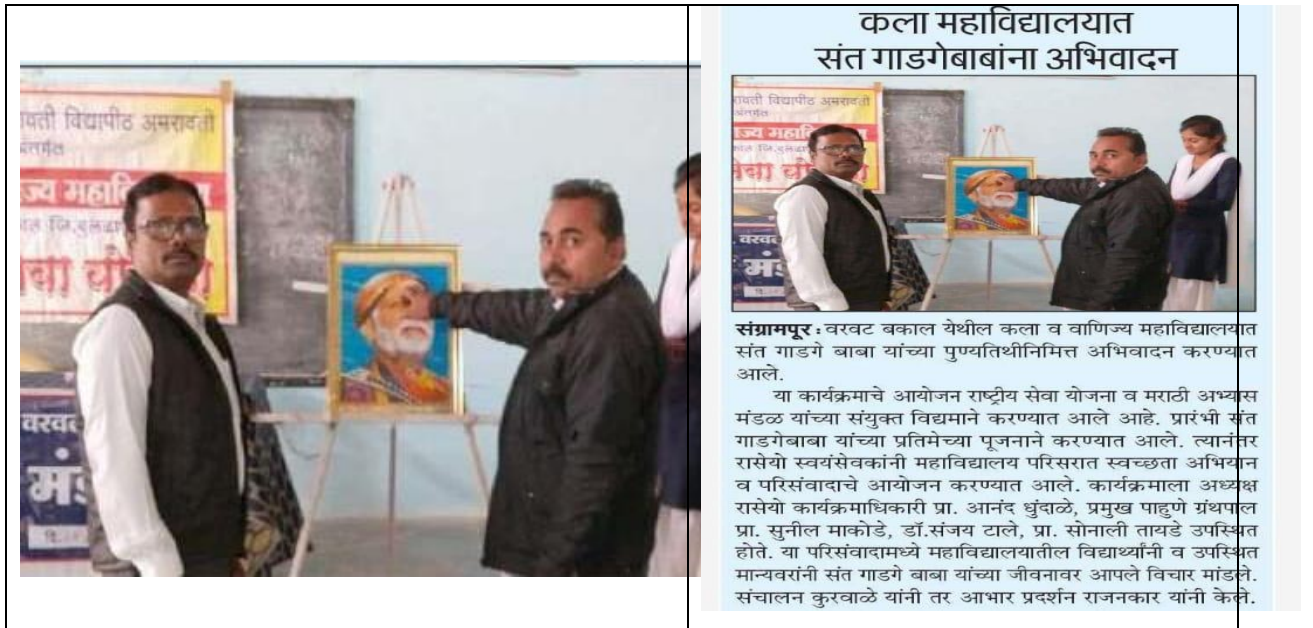 विद्यापीठ अमरावती
वरवट
कला महाविद्यालयात
संत गाडगेबाबांना अभिवादन
संग्रामपूर : वरवट बकाल येथील कला व वाणिज्य महाविद्यालयात
संत गाडगे बाबा यांच्या पुण्यतिथीनिमित्त अभिवादन करण्यात
आले.
या कार्यक्रमाचे आयोजन राष्ट्रीय सेवा योजना व मराठी अभ्यास
मंडळ यांच्या संयुक्त विद्यमाने करण्यात आले आहे. प्रारंभी संत
गाडगेबाबा यांच्या प्रतिमेच्या पूजनाने करण्यात आले. त्यानंतर
रासेयो स्वयंसेवकांनी महाविद्यालय परिसरात स्वच्छता अभियान
व परिसंवादाचे आयोजन करण्यात आले. कार्यक्रमाला अध्यक्ष
रासेयो कार्यक्रमाधिकारी प्रा. आनंद धुंदाळे, प्रमुख पाहुणे ग्रंथपाल
प्रा. सुनील माकोडे, डॉ.संजय टाले, प्रा. सोनाली तायडे उपस्थित
होते. या परिसंवादामध्ये महाविद्यालयातील विद्यार्थ्यांनी व उपस्थित
मान्यवरांनी संत गाडगे बाबा यांच्या जीवनावर आपले विचार मांडले.
संचालन कुरवाळे यांनी तर आभार प्रदर्शन राजनकार यांनी केले.